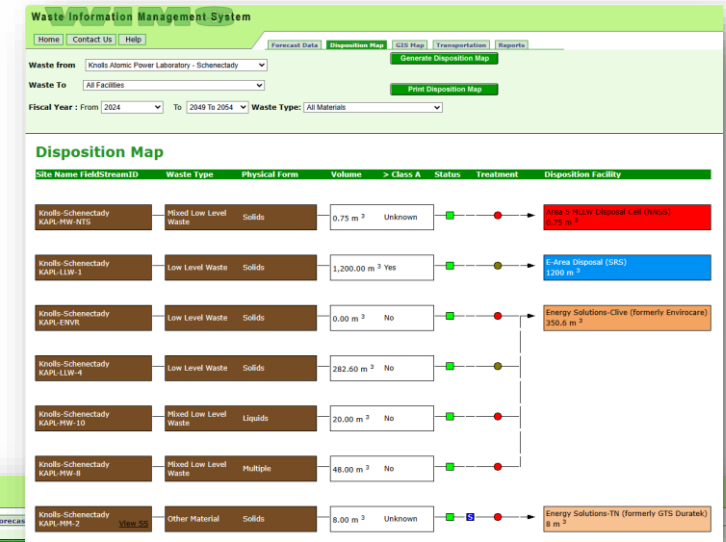 Waste Information Management System
WIMS
Home Contact Us Help
Forecast Data Disposition Map GIS Map Transportation Reports
Waste from Knolls Atomic Power Laboratory - Schenectady Generate Disposition Map
Waste To All Facilities Print Disposition Map
Fiscal Year : From 2024 To 2049 To 2054 Waste Type: All Materials
Disposition Map
Site Name FieldStreamID Waste Type Physical Form Volume > Class A Status Treatment Disposition Facility
Knolls-Schenectady
KAPL-MW-NTS
Mixed Low Level
Waste
Solids
0.75 m 3 Unknown
Area 5 MLLW Disposal Cell (NNSS)
0.75 m 3
Knolls-Schenectady
KAPL-LLW-1
Low Level Waste
Solids
1,200.00 m 3 Yes
E-Area Disposal (SRS)
1200 m 3
Knolls-Schenectady
KAPL-ENVR
Low Level Waste
Solids
0.00 m 3 No
Energy Solutions-Clive (formerly Envirocare)
350.6 m 3
Knolls-Schenectady
KAPL-LLW-4
Low Level Waste
Solids
282.60 m 3 No
Knolls-Schenectady
KAPL-MW-10
Mixed Low Level
Waste
Liquids
20.00 m 3 No
Knolls-Schenectady
KAPL-MW-8
Mixed Low Level
Waste
Multiple
48.00 m 3 No
Knolls-Schenectady
KAPL-MM-2 View SS
Other Material
Solids
8.00 m 3 Unknown
S
Energy Solutions-TN (formerly GTS Duratek)
8 m 3